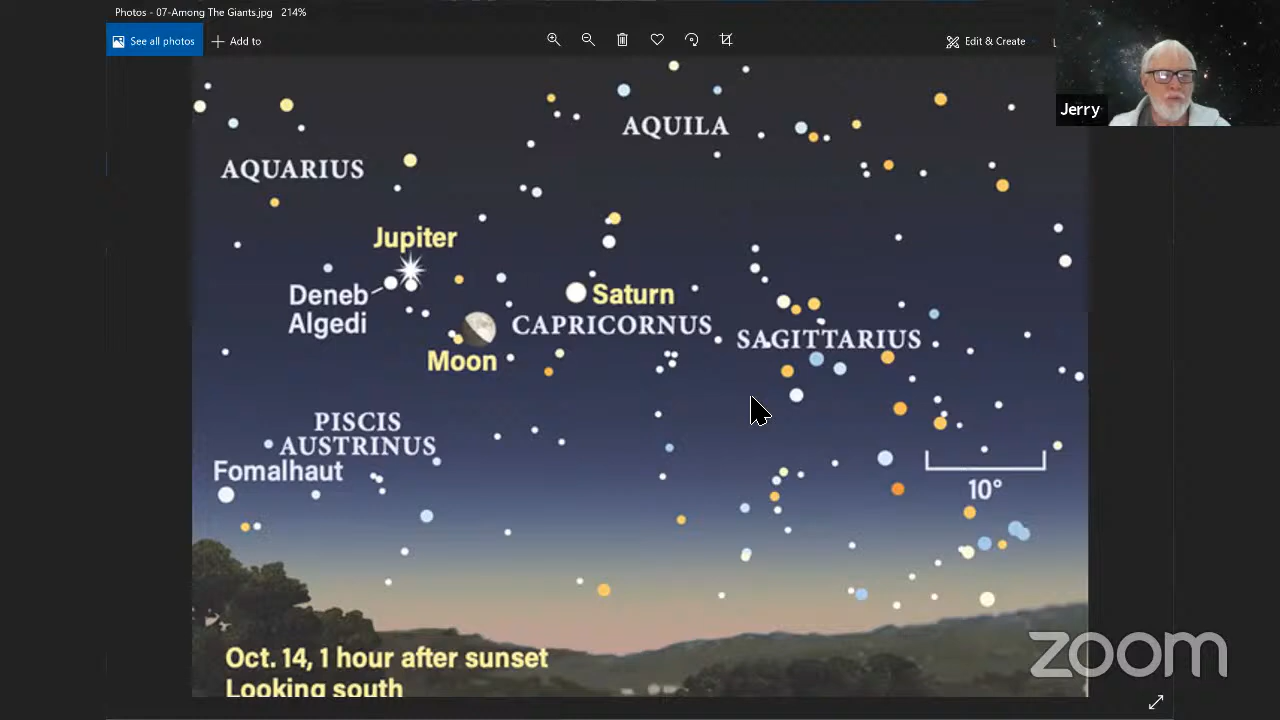 Photos - 07-Among The Giants.jpg 214%
See all photos
Add to
Edit & Create
Jerry
AQUILA
AQUARIUS
Jupiter
Deneb
Algedi
Saturn
CAPRICORNUS
SAGITTARIUS
Moon
PISCIS
AUSTRINUS
Fomalhaut
10°
Oct. 14, 1 hour after sunset
Looking south
zoom